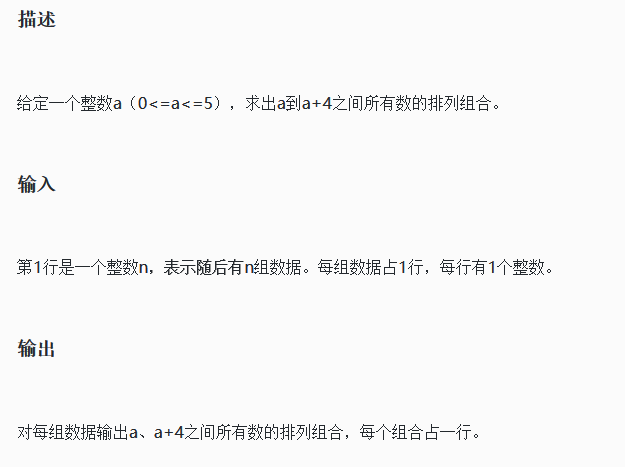 描述
给定一个整数a（0<=a<=5），求出a到a+4之间所有数的排列组合。
输入
第1行是一个整数n，表示随后有n组数据。每组数据占1行，每行有1个整数。
输出
对每组数据输出a、a+4之间所有数的排列组合，每个组合占一行。